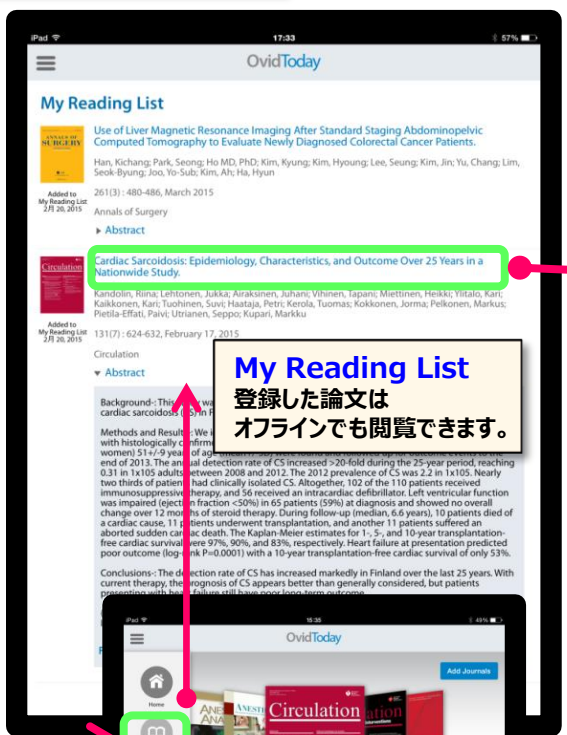 iPad 17:33 57%
OvidToday
My Reading List
ANNALS OF
SURGERY
Use of Liver Magnetic Resonance Imaging After Standard Staging Abdominopelvic
Computed Tomography to Evaluate Newly Diagnosed Colorectal Cancer Patients.
Han, Kichang; Park, Seong; Ho MD, PhD; Kim, Kyung; Kim, Hyoung; Lee, Seung; Kim, Jin; Yu, Chang; Lim,
Seok-Byung; Joo, Yo-Sub; Kim, Ah; Ha, Hyun
Added to
My Reading List
2月 20, 2015
261(3) : 480-486, March 2015
Annals of Surgery
Abstract
Circulation
Cardiac Sarcoidosis: Epidemiology, Characteristics, and Outcome Over 25 Years in a
Nationwide Study.
Kandolin, Riina; Lehtonen, Jukka; Airaksinen, Juhani; Vihinen, Tapani; Miettinen, Heikki; Ylitalo, Kari;
Kaikkonen, Kari; Tuohinen, Suvi; Haataja, Petri; Kerola, Tuomas; Kokkonen, Jorma; Pelkonen, Markus;
Pietila-Effati, Paivi; Utriainen, Seppo; Kupari, Markku
Added to
My Reading List
2月 20, 2015
131(7) : 624-632, February 17, 2015
Circulation
Abstract
My Reading List
登録した論文は
オフラインでも閲覧できます。
Background-: This
cardiac sarcoidosis
Methods and Results
with histologically
women) 51+/-9 years of age
end of 2013. The annual detection rate of CS increased >20-fold during the 25-year period, reaching
0.31 in 1x105 adults between 2008 and 2012. The 2012 prevalence of CS was 2.2 in 1x105. Nearly
two thirds of patients had clinically isolated CS. Altogether, 102 of the 110 patients received
immunosuppressive therapy, and 56 received an intracardiac defibrillator. Left ventricular function
was impaired (ejection fraction <50%) in 65 patients (59%) at diagnosis and showed no overall
change over 12 months of steroid therapy. During follow-up (median, 6.6 years), 10 patients died of
a cardiac cause, 11 patients underwent transplantation, and another 11 patients suffered an
aborted sudden cardiac death. The Kaplan-Meier estimates for 1-, 5-, and 10-year transplantation-
free cardiac survival were 97%, 90%, and 83%, respectively. Heart failure at presentation predicted
poor outcome (log-rank P=0.0001) with a 10-year transplantation-free cardiac survival of only 53%.
Conclusions-: The detection rate of CS has increased markedly in Finland over the last 25 years. With
current therapy, the prognosis of CS appears better than generally considered, but patients
presenting with heart failure still have poor long-term outcome.
iPad 15:35 49%
OvidToday
Add Journals
Home
Circulation